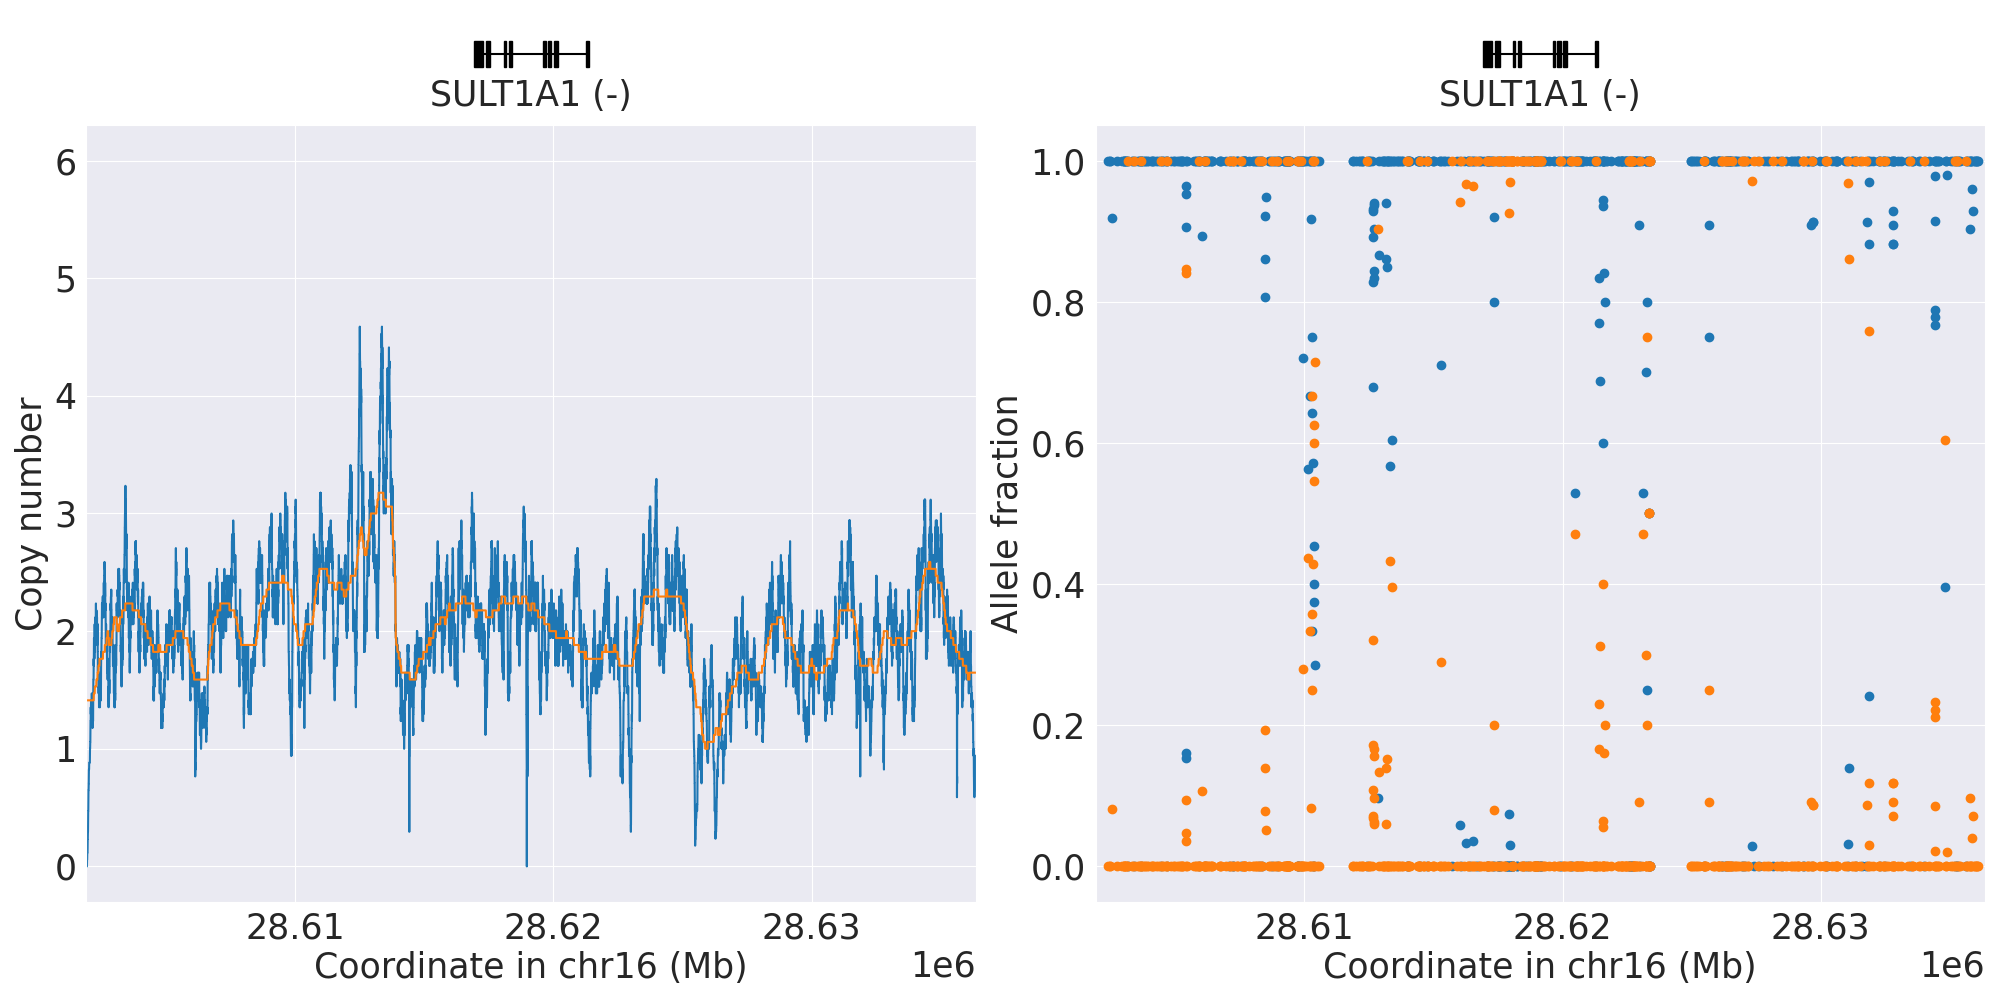 SULT1A1 (-)
6
5
4
3
2
1
0
Copy number
28.61
28.62
28.63
Coordinate in chr16 (Mb)
1e6
SULT1A1 (-)
1.0
0.8
0.6
0.4
0.2
0.0
Allele fraction
28.61
28.62
28.63
Coordinate in chr16 (Mb)
1e6